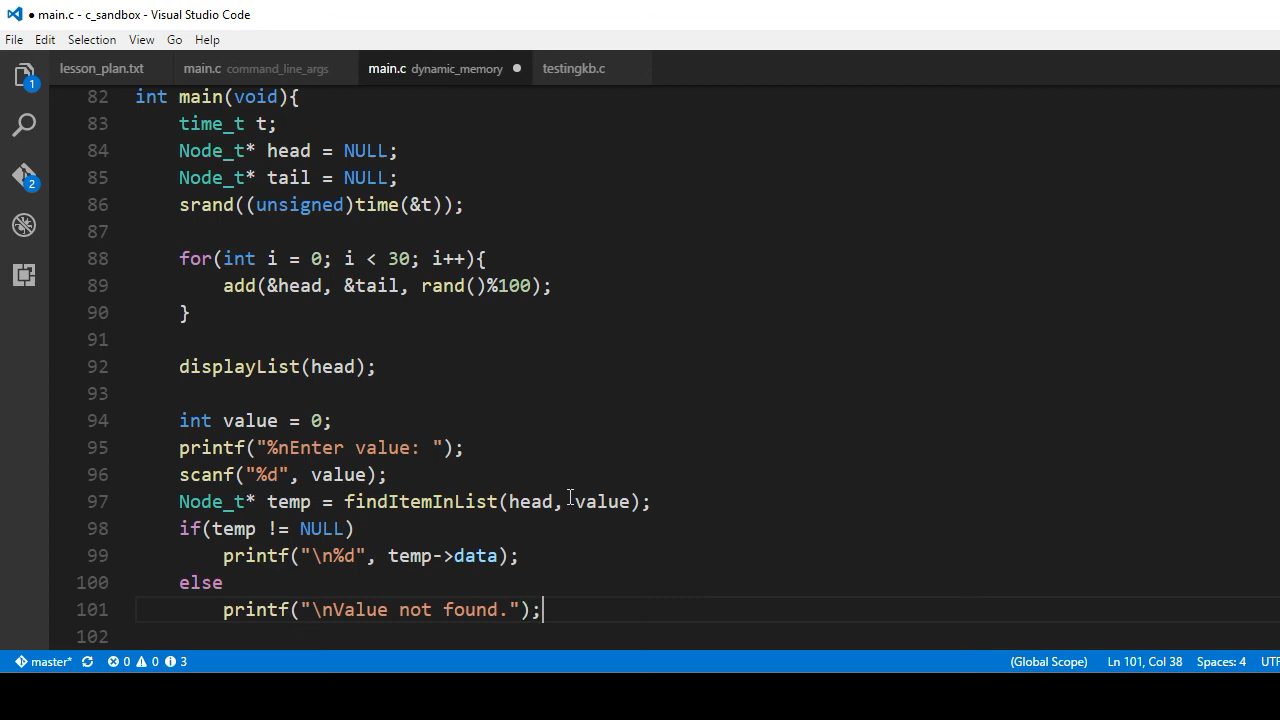 ● main.c - c_sandbox - Visual Studio Code
File Edit Selection View Go Help
lesson_plan.txt main.c command_line_args main.c dynamic_memory ● testingkb.c
1
2
82 int main(void){
83     time_t t;
84     Node_t* head = NULL;
85     Node_t* tail = NULL;
86     srand((unsigned)time(&t));
87
88     for(int i = 0; i < 30; i++){
89         add(&head, &tail, rand()%100);
90     }
91
92     displayList(head);
93
94     int value = 0;
95     printf("%nEnter value: ");
96     scanf("%d", value);
97     Node_t* temp = findItemInList(head, value);
98     if(temp != NULL)
99         printf("\n%d", temp->data);
100     else
101         printf("\nValue not found.");
102
master* 0 0 3 (Global Scope) Ln 101, Col 38 Spaces: 4 UTF